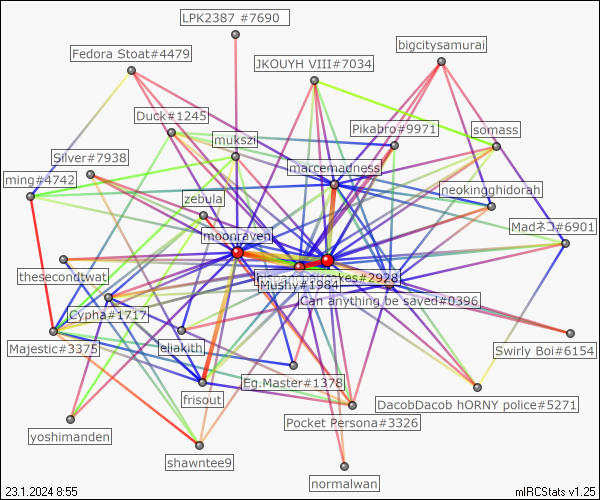 LPK2387 #7690
bigcitysamurai
Fedora Stoat#4479
JKOUYH VIII#7034
Duck#1245
Pikabro#9971
somass
mukszi
Silver#7938
marcemadness
ming#4742
neokingghidorah
zebula
Madネコ#6901
moonraven
thesecondtwat
cakes#2928
Mushy#1984
Can anything be saved#0396
Cypha#1717
Majestic#3375
eliakith
Swirly Boi#6154
Eg.Master#1378
frisout
DacobDacob hORNY police#5271
Pocket Persona#3326
yoshimanden
shawntee9
normalwan
23.1.2024 8:55
mIRCStats v1.25